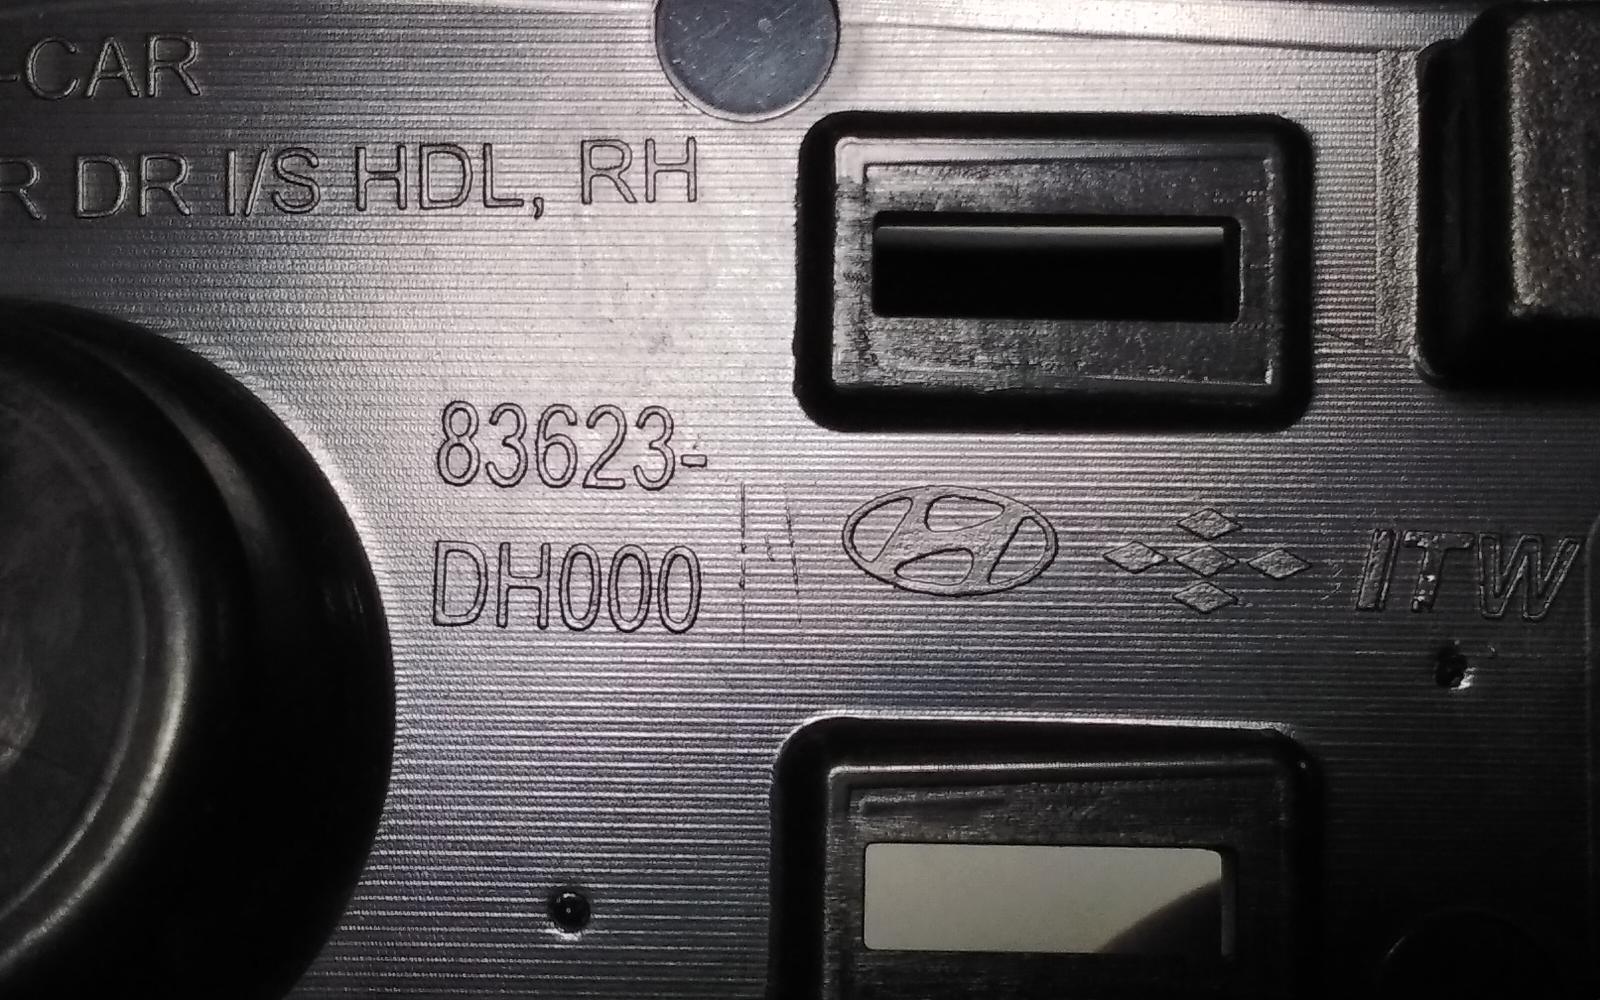 -CAR
R DR I/S HDL, RH
83623-
DH000
ITW